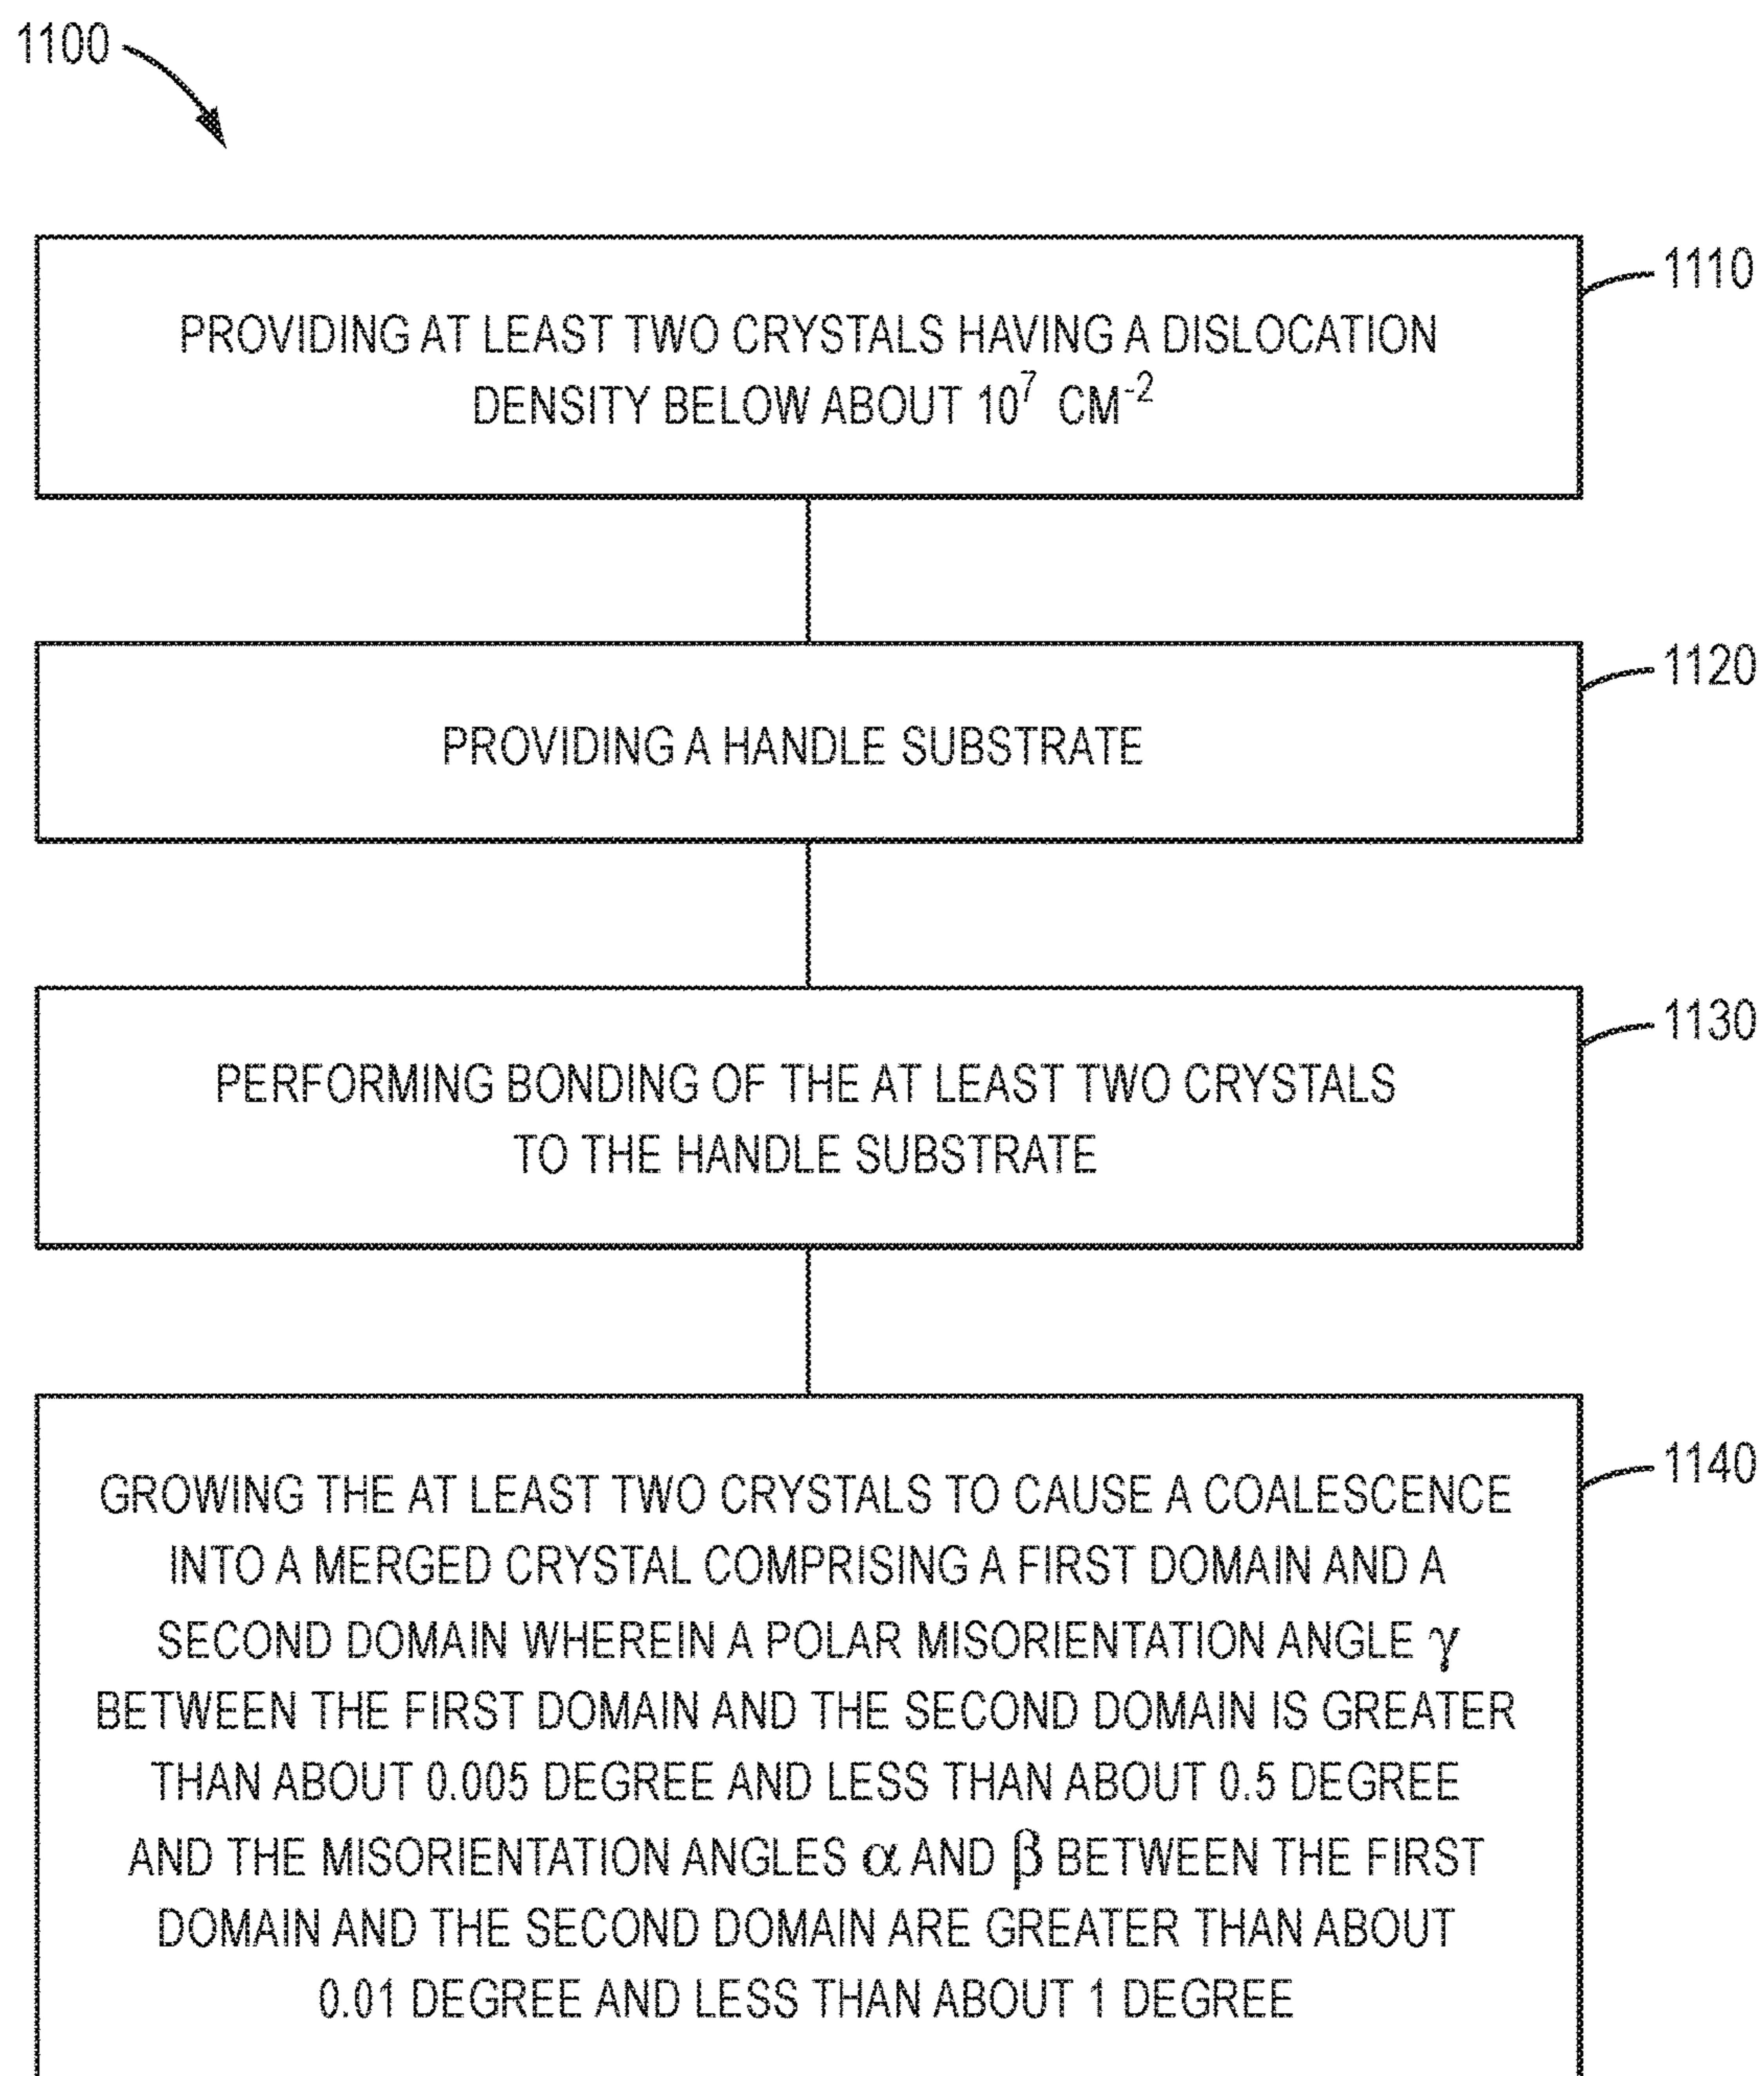 1100
1110
PROVIDING AT LEAST TWO CRYSTALS HAVING A DISLOCATION
DENSITY BELOW ABOUT 10⁷ CM⁻²
1120
PROVIDING A HANDLE SUBSTRATE
1130
PERFORMING BONDING OF THE AT LEAST TWO CRYSTALS
TO THE HANDLE SUBSTRATE
1140
GROWING THE AT LEAST TWO CRYSTALS TO CAUSE A COALESCENCE
INTO A MERGED CRYSTAL COMPRISING A FIRST DOMAIN AND A
SECOND DOMAIN WHEREIN A POLAR MISORIENTATION ANGLE γ
BETWEEN THE FIRST DOMAIN AND THE SECOND DOMAIN IS GREATER
THAN ABOUT 0.005 DEGREE AND LESS THAN ABOUT 0.5 DEGREE
AND THE MISORIENTATION ANGLES α AND β BETWEEN THE FIRST
DOMAIN AND THE SECOND DOMAIN ARE GREATER THAN ABOUT
0.01 DEGREE AND LESS THAN ABOUT 1 DEGREE